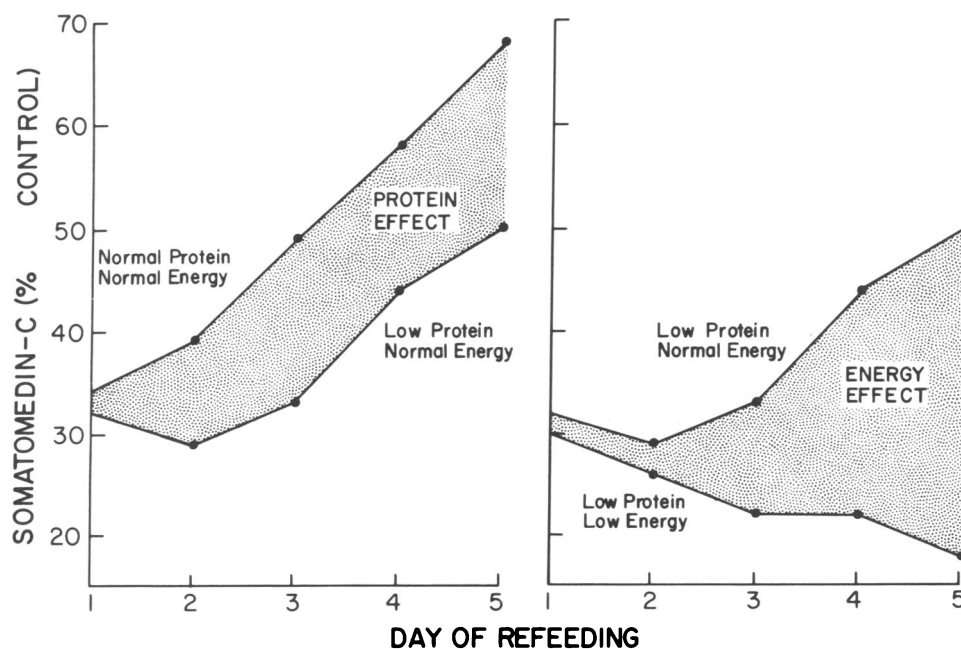 SOMATOMEDIN-C (% CONTROL)
70
60
50
40
30
20
Normal Protein
Normal Energy
PROTEIN
EFFECT
Low Protein
Normal Energy
1 2 3 4 5
Low Protein
Normal Energy
ENERGY
EFFECT
Low Protein
Low Energy
1 2 3 4 5
DAY OF REFEEDING